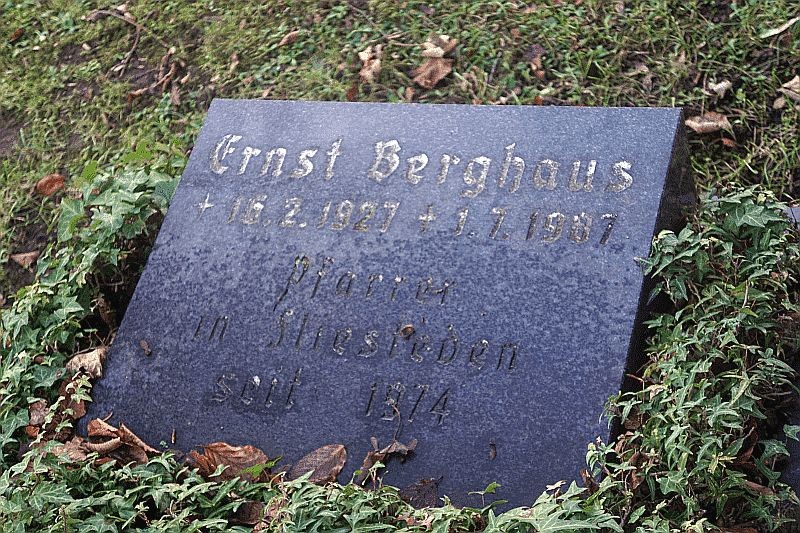 Ernst Berghaus
+ 16.2.1927 + 1.7.1987
Pfarrer
in Fliesteden
seit 1974